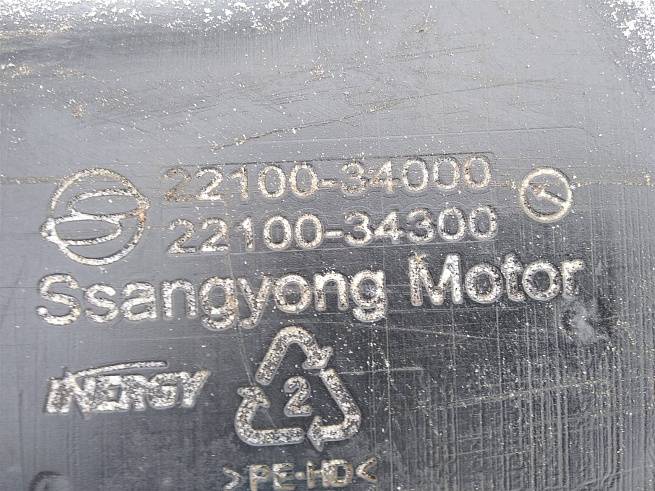 22100-34000
22100-34300
Ssangyong Motor
INERGY
2
>PE-HD<